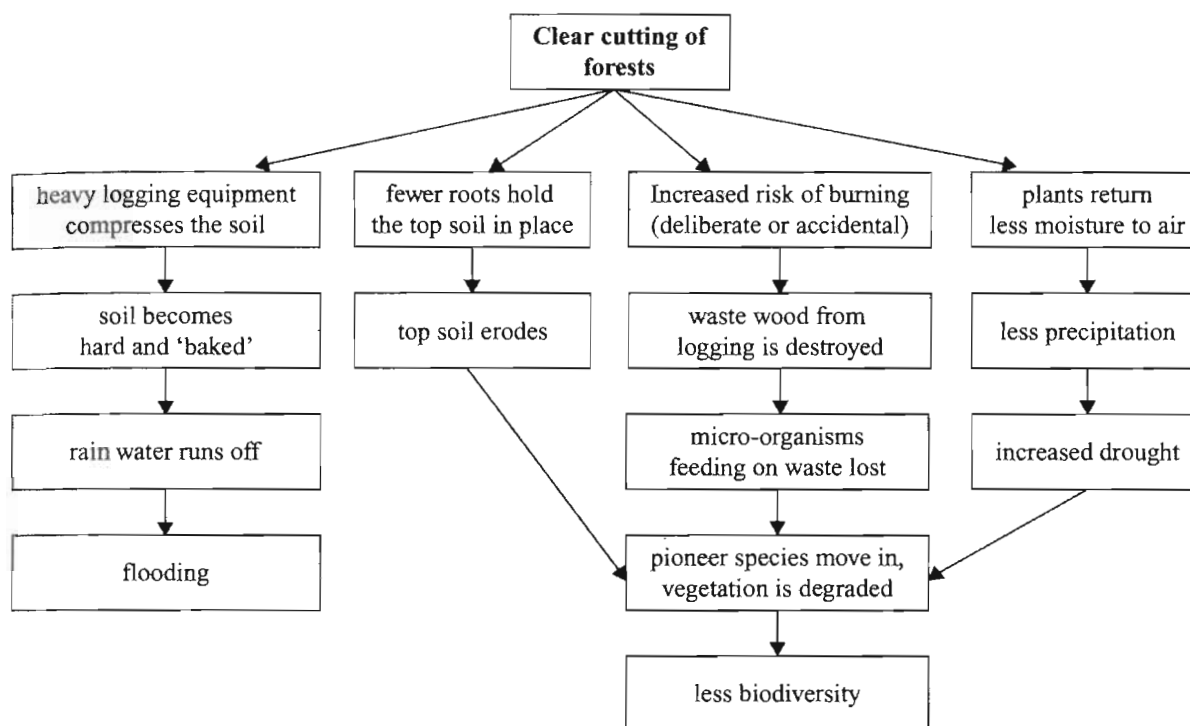 Clear cutting of
forests
heavy logging equipment
compresses the soil
fewer roots hold
the top soil in place
Increased risk of burning
(deliberate or accidental)
plants return
less moisture to air
soil becomes
hard and ‘baked’
top soil erodes
waste wood from
logging is destroyed
less precipitation
rain water runs off
micro-organisms
feeding on waste lost
increased drought
flooding
pioneer species move in,
vegetation is degraded
less biodiversity